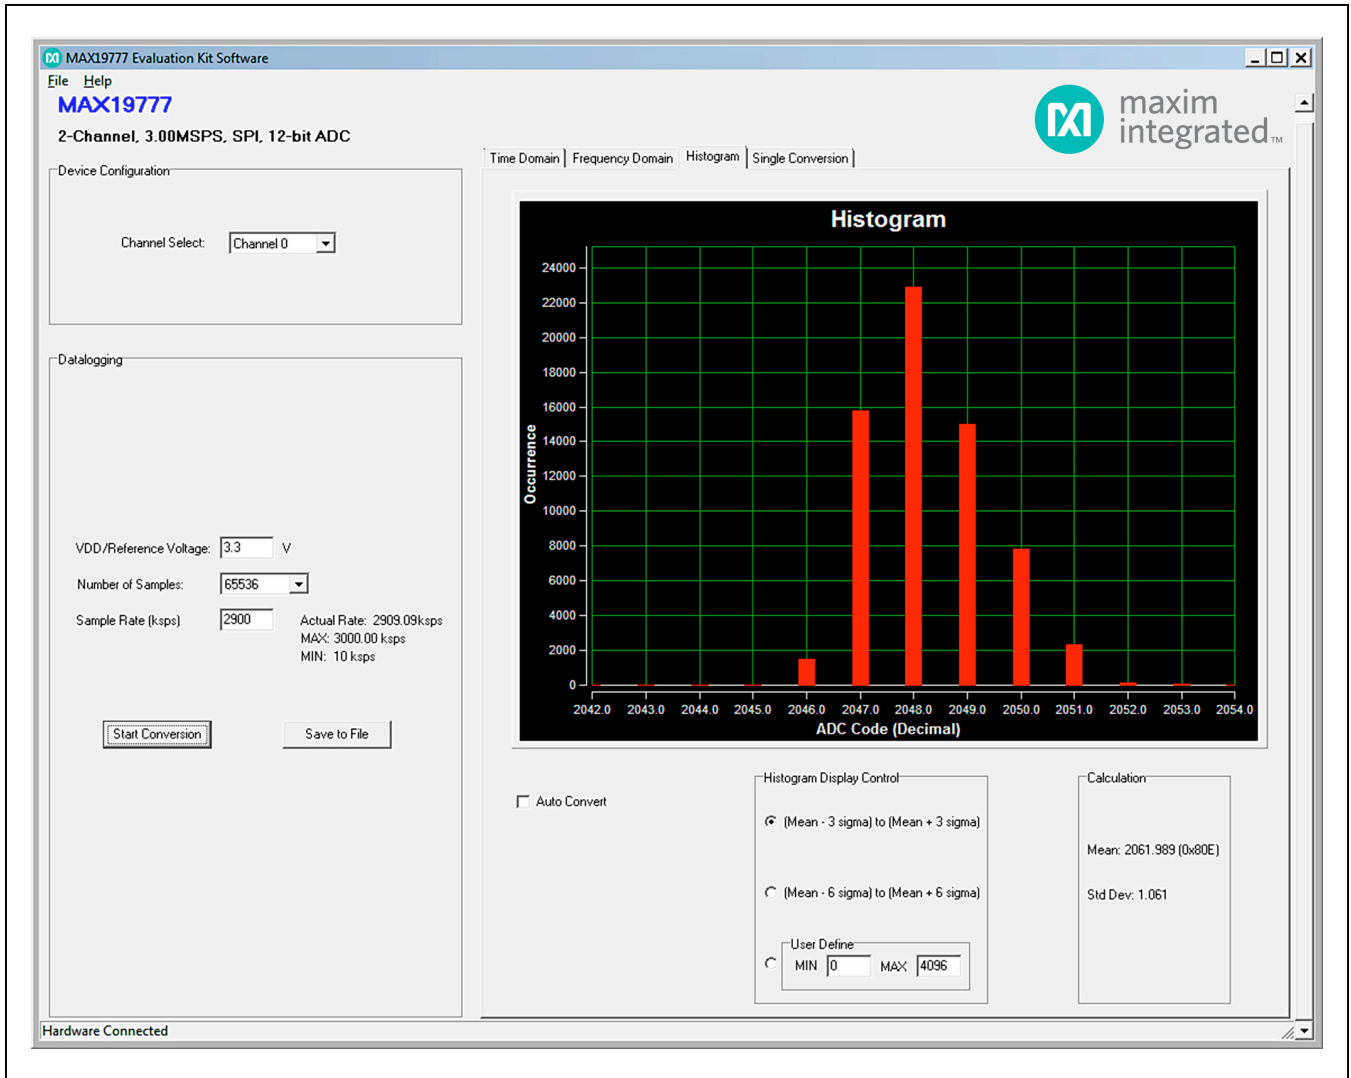 MAX19777 Evaluation Kit Software
File Help
MAX19777
2-Channel, 3.00MSPS, SPI, 12-bit ADC
maxim
integrated™
Device Configuration
Channel Select: Channel 0
Datalogging
VDD/Reference Voltage: 3.3 V
Number of Samples: 65536
Sample Rate (ksps) 2900
Actual Rate: 2909.09ksps
MAX: 3000.00 ksps
MIN: 10 ksps
Start Conversion Save to File
Time Domain Frequency Domain Histogram Single Conversion
Histogram
24000
22000
20000
18000
16000
14000
12000
10000
8000
6000
4000
2000
0
Occurrence
2042.0 2043.0 2044.0 2045.0 2046.0 2047.0 2048.0 2049.0 2050.0 2051.0 2052.0 2053.0 2054.0
ADC Code (Decimal)
Auto Convert
Histogram Display Control
(Mean - 3 sigma) to (Mean + 3 sigma)
(Mean - 6 sigma) to (Mean + 6 sigma)
User Define
MIN 0 MAX 4096
Calculation
Mean: 2061.989 (0x80E)
Std Dev: 1.061
Hardware Connected